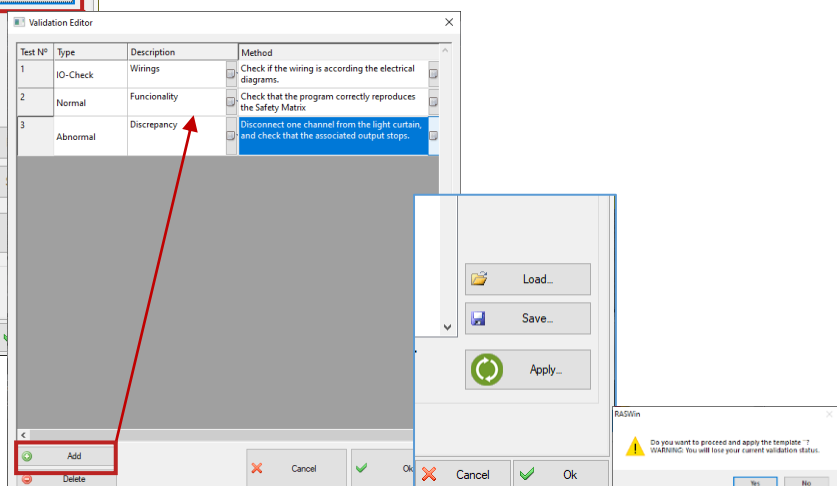 Validation Editor
Test Nº Type Description Method
1 IO-Check Wirings Check if the wiring is according the electrical
diagrams.
2 Normal Funcionality Check that the program correctly reproduces
the Safety Matrix
3 Abnormal Discrepancy Disconnect one channel from the light curtain,
and check that the associated output stops.
Load...
Save...
Apply...
RASWin
Do you want to proceed and apply the template ``?
WARNING: You will lose your current validation status.
Yes No
Add
Delete
Cancel
Ok
Cancel
Ok